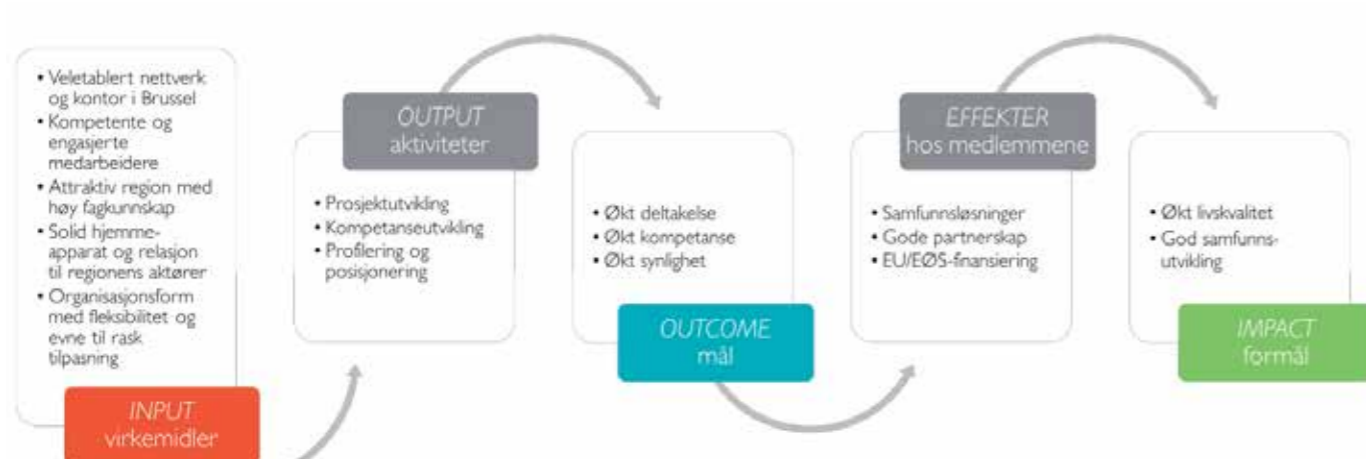 • Veletablert nettverk
og kontor i Brussel
• Kompetente og
engasjerte
medarbeidere
• Attraktiv region med
høy fagkunnskap
• Solid hjemme-
apparat og relasjon
til regionens aktører
• Organisasjonsform
med fleksibilitet og
evne til rask
tilpasning
INPUT
virkemidler
OUTPUT
aktiviteter
• Prosjektutvikling
• Kompetanseutvikling
• Profilering og
posisjonering
• Økt deltakelse
• Økt kompetanse
• Økt synlighet
OUTCOME
mål
EFFEKTER
hos medlemmene
• Samfunnsløsninger
• Gode partnerskap
• EU/EØS-finansiering
• Økt livskvalitet
• God samfunns-
utvikling
IMPACT
formål